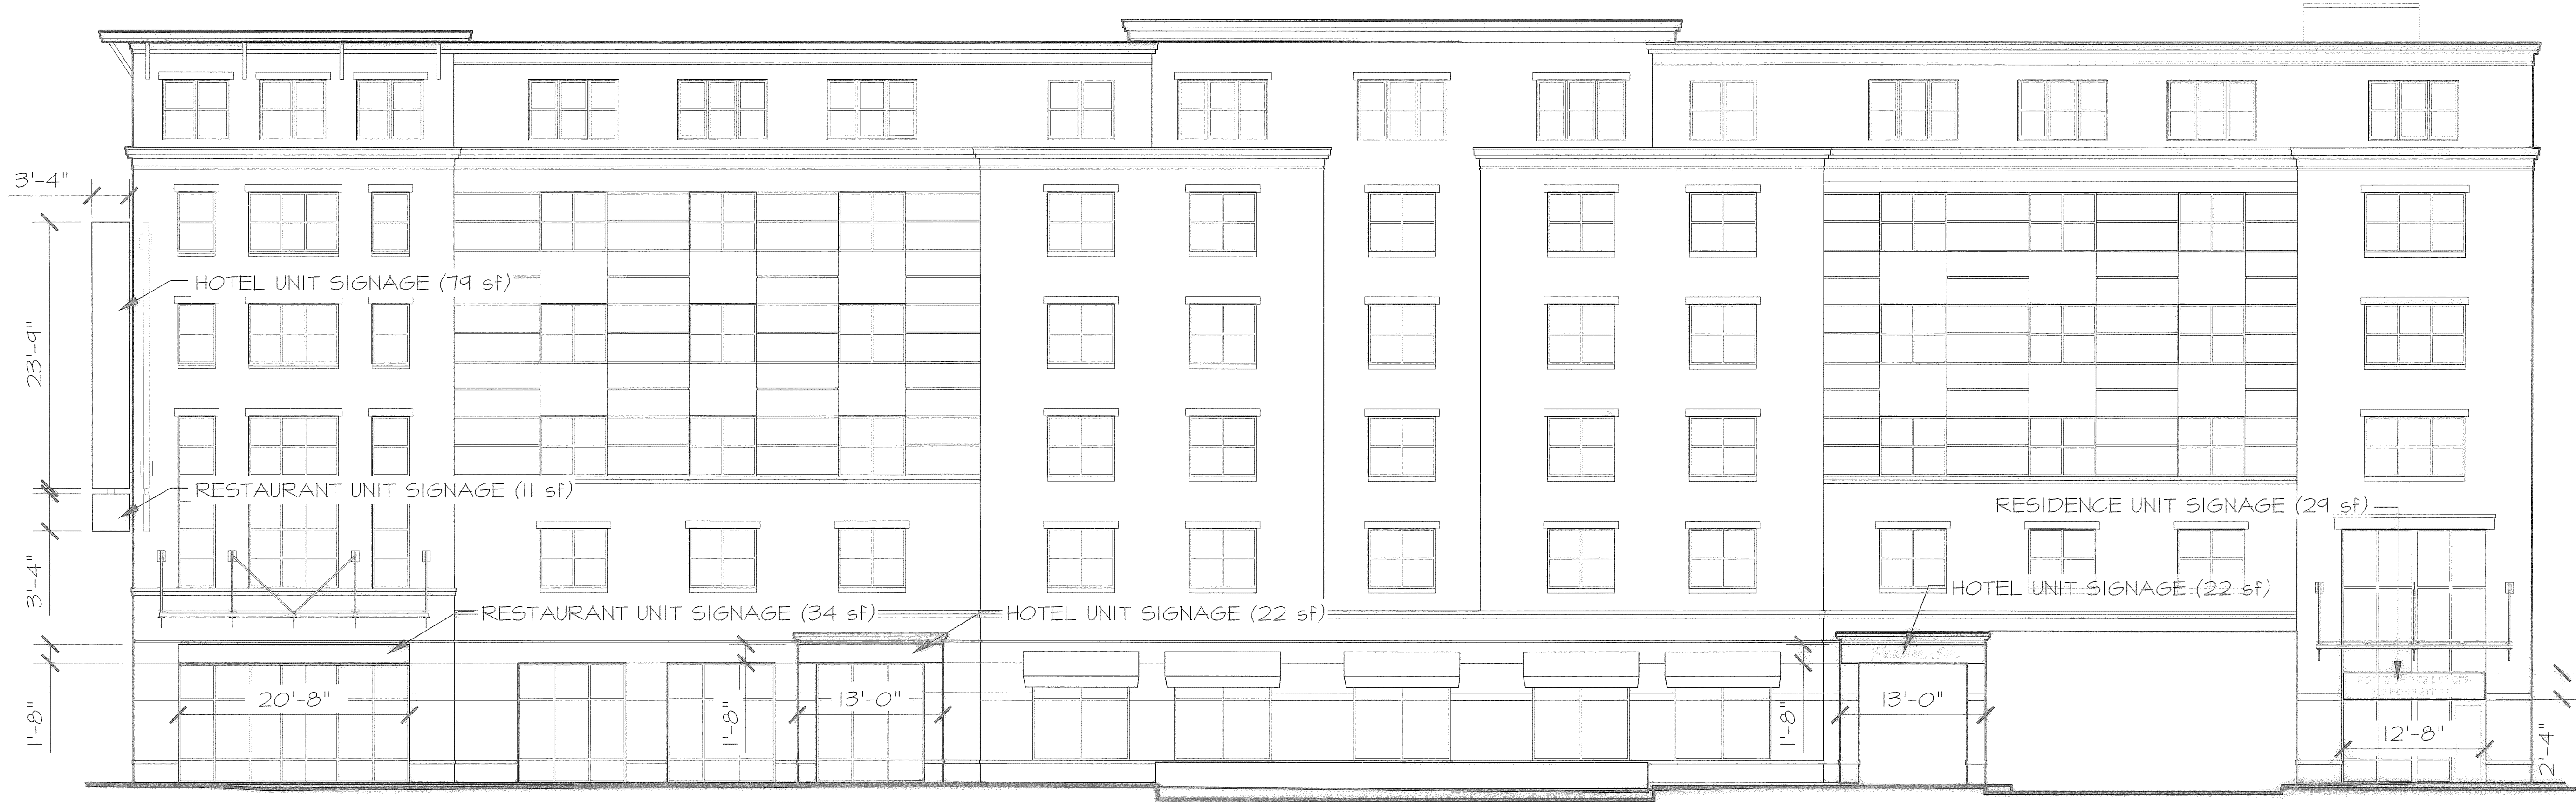 3'-4"
HOTEL UNIT SIGNAGE (79 sf)
23'-9"
RESTAURANT UNIT SIGNAGE (11 sf)
RESIDENCE UNIT SIGNAGE (29 sf)
3'-4"
HOTEL UNIT SIGNAGE (22 sf)
RESTAURANT UNIT SIGNAGE (34 sf)
HOTEL UNIT SIGNAGE (22 sf)
20'-8"
13'-0"
13'-0"
1'-8"
1'-8"
1'-8"
12'-8"
2'-4"